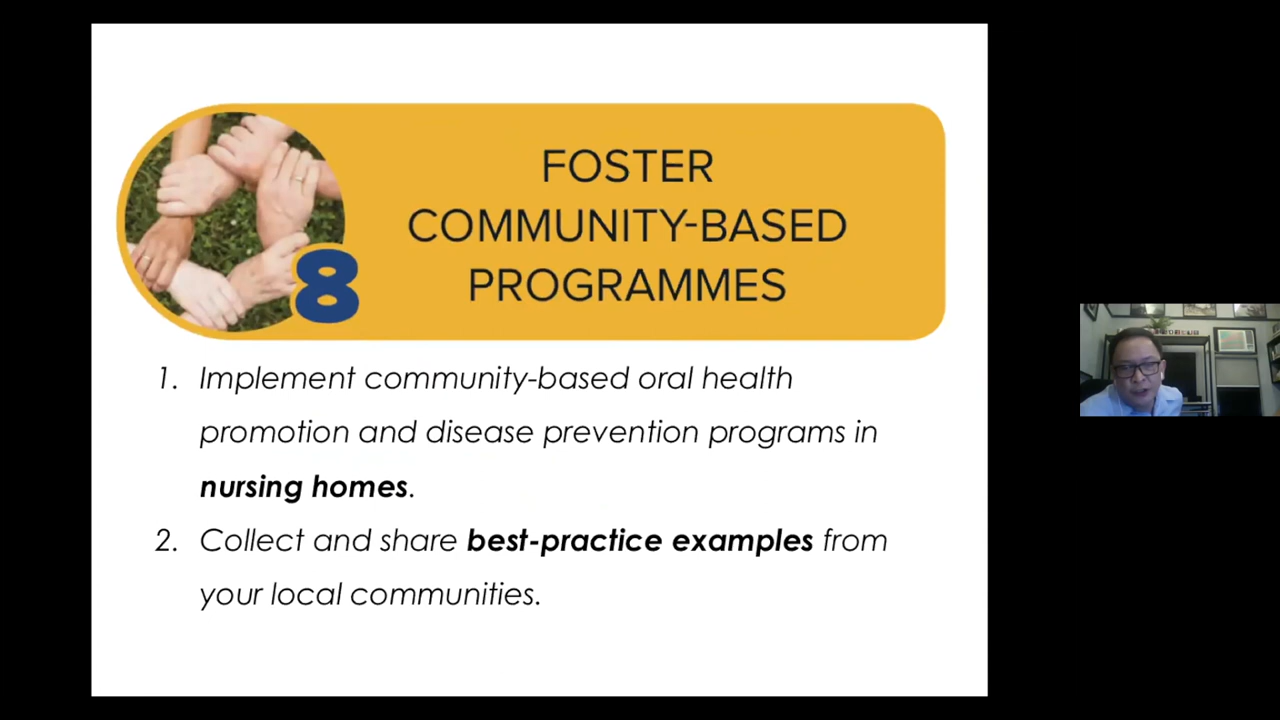 8
FOSTER
COMMUNITY-BASED
PROGRAMMES
1. Implement community-based oral health
promotion and disease prevention programs in
nursing homes.
2. Collect and share best-practice examples from
your local communities.